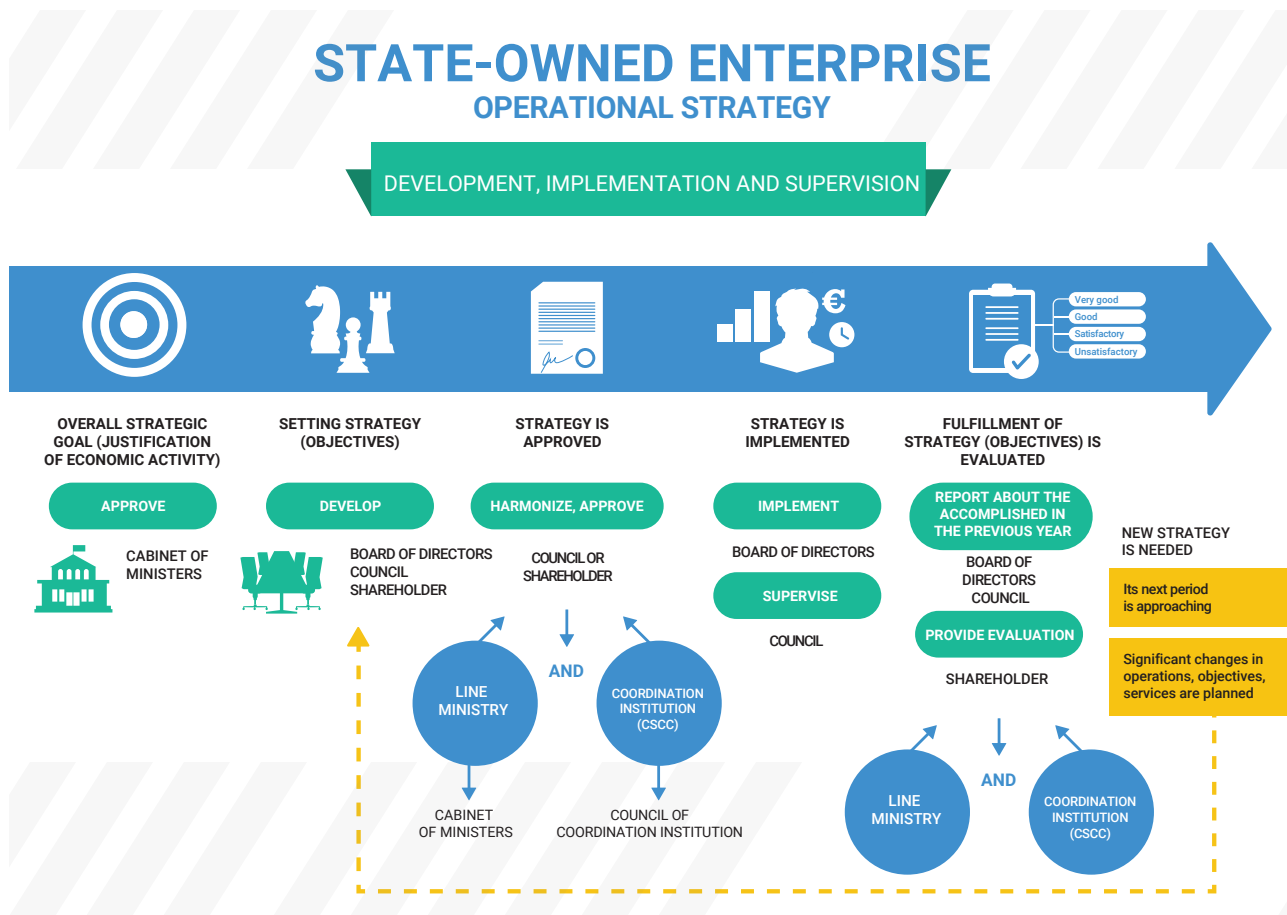 STATE-OWNED ENTERPRISE
OPERATIONAL STRATEGY
DEVELOPMENT, IMPLEMENTATION AND SUPERVISION
Very good
Good
Satisfactory
Unsatisfactory
OVERALL STRATEGIC
GOAL (JUSTIFICATION
OF ECONOMIC ACTIVITY)
APPROVE
CABINET OF
MINISTERS
SETTING STRATEGY
(OBJECTIVES)
DEVELOP
BOARD OF DIRECTORS
COUNCIL
SHAREHOLDER
STRATEGY IS
APPROVED
HARMONIZE, APPROVE
COUNCIL OR
SHAREHOLDER
LINE
MINISTRY
AND
COORDINATION
INSTITUTION
(CSCC)
CABINET
OF MINISTERS
COUNCIL OF
COORDINATION INSTITUTION
STRATEGY IS
IMPLEMENTED
IMPLEMENT
BOARD OF DIRECTORS
SUPERVISE
COUNCIL
FULFILLMENT OF
STRATEGY (OBJECTIVES) IS
EVALUATED
REPORT ABOUT THE
ACCOMPLISHED IN
THE PREVIOUS YEAR
BOARD OF
DIRECTORS
COUNCIL
PROVIDE EVALUATION
SHAREHOLDER
LINE
MINISTRY
AND
COORDINATION
INSTITUTION
(CSCC)
NEW STRATEGY
IS NEEDED
Its next period
is approaching
Significant changes in
operations, objectives,
services are planned